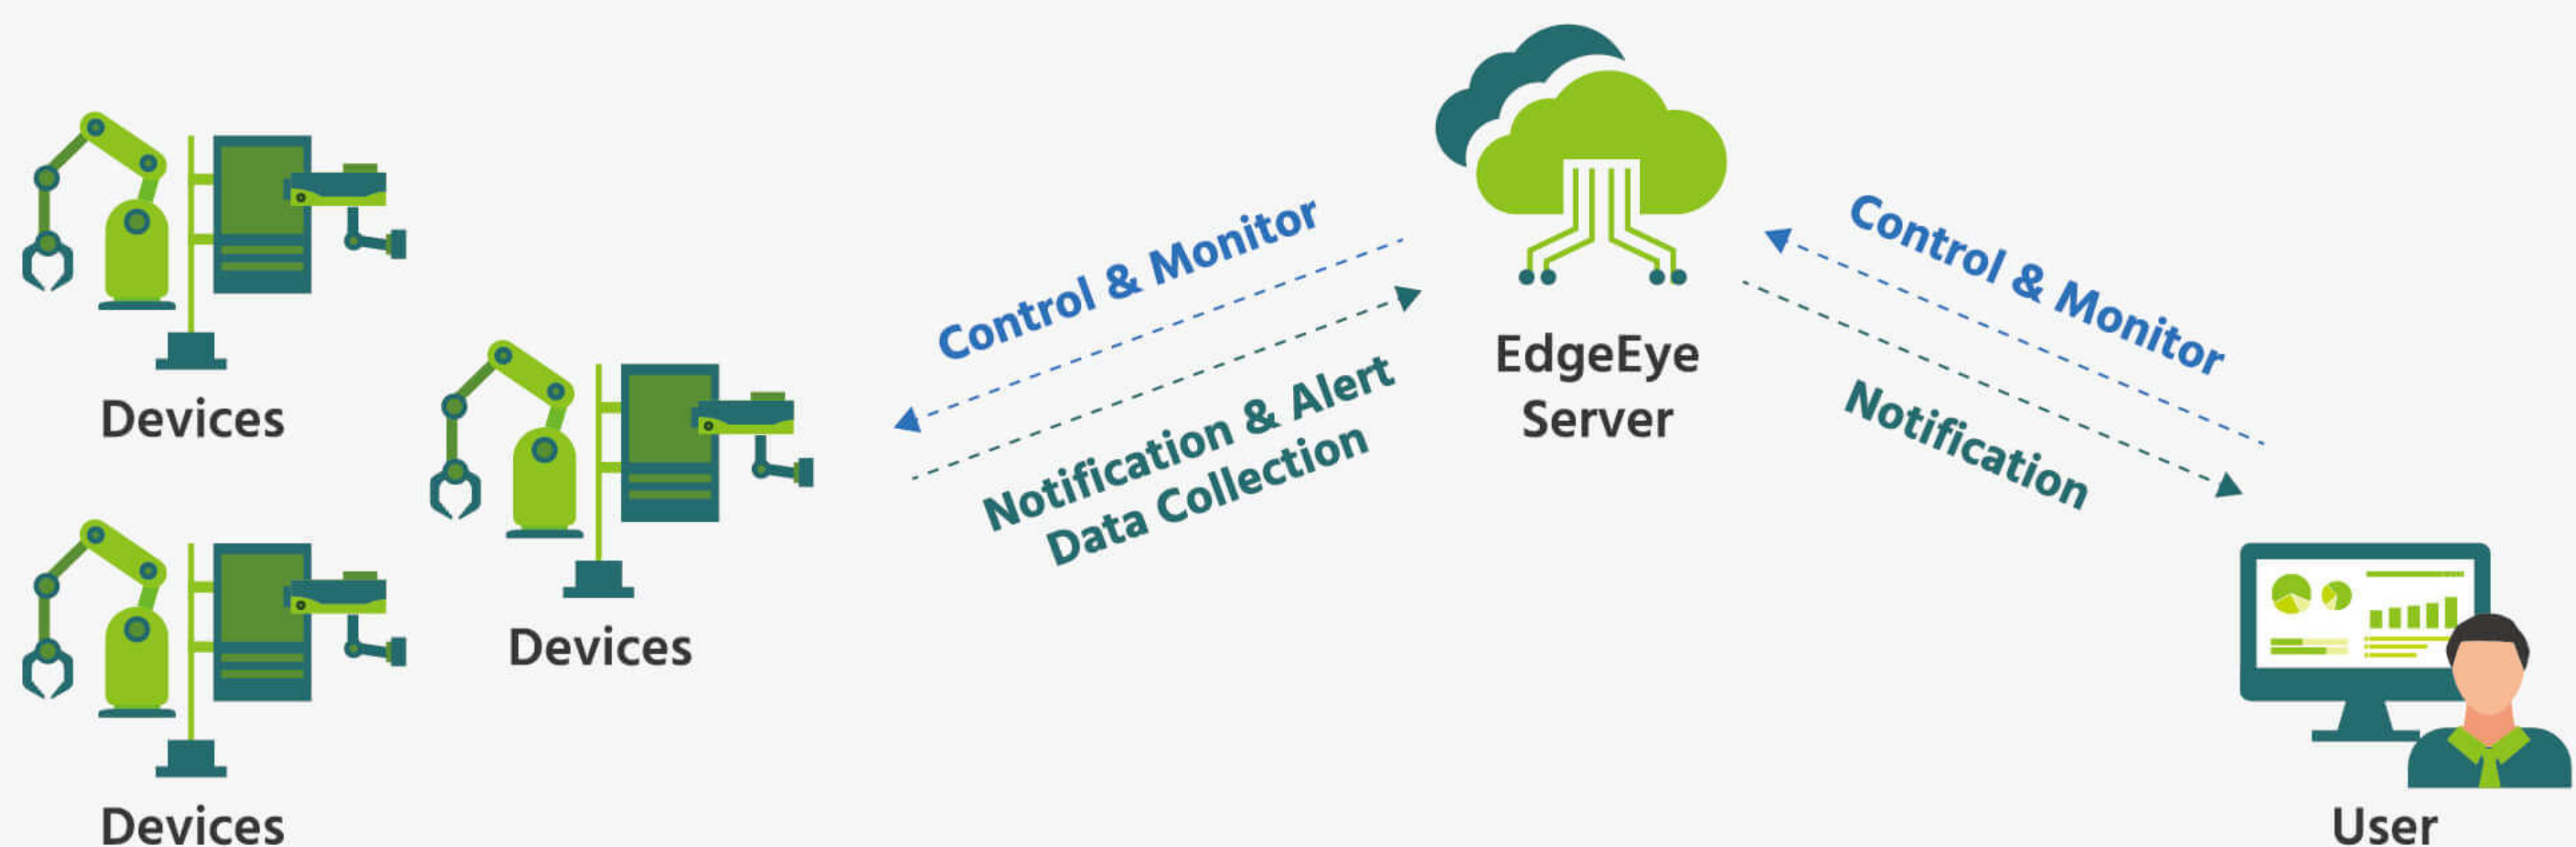 Devices
Devices
Devices
Control & Monitor
Notification & Alert
Data Collection
EdgeEye
Server
Control & Monitor
Notification
User